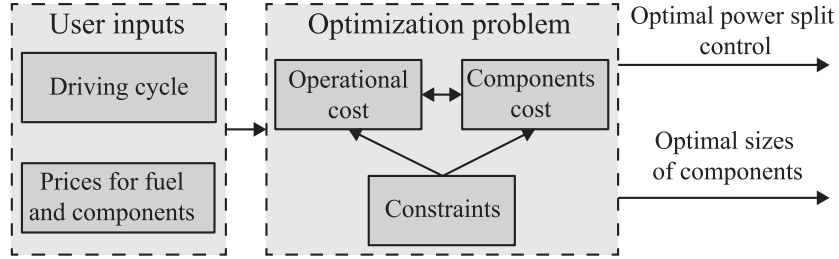 User inputs
Driving cycle
Prices for fuel
and components
Optimization problem
Operational
cost
Components
cost
Constraints
Optimal power split
control
Optimal sizes
of components